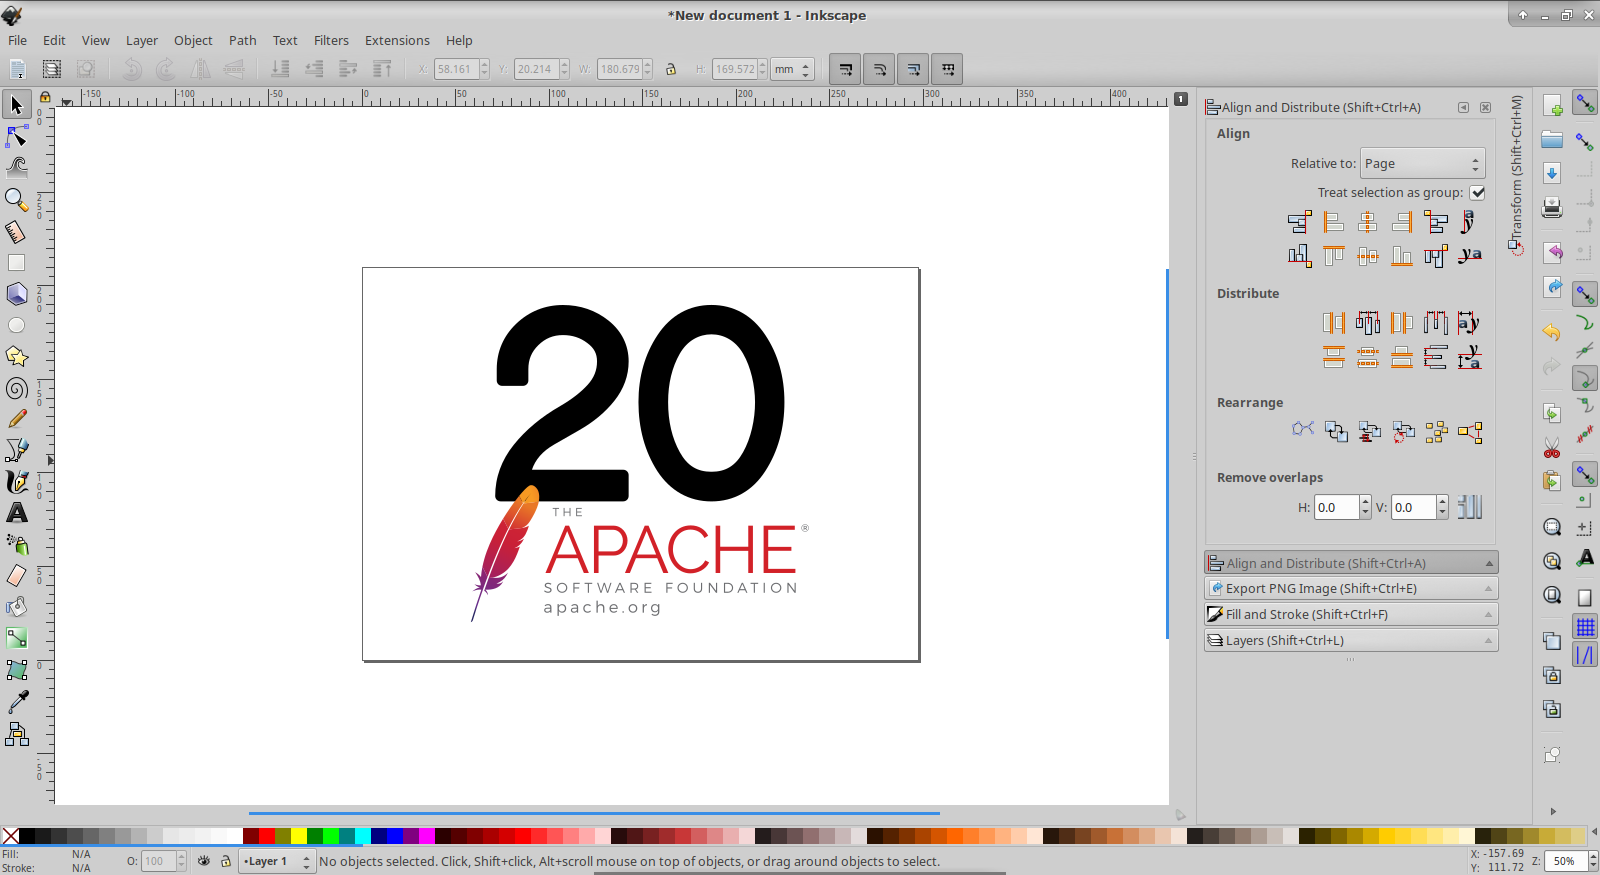 *New document 1 - Inkscape
File Edit View Layer Object Path Text Filters Extensions Help
X: 58.161 Y: 20.214 W: 180.679 H: 169.572 mm
-150 -100 -50 0 50 100 150 200 250 300 350 400
1
Align and Distribute (Shift+Ctrl+A)
Transform (Shift+Ctrl+M)
Align
Relative to: Page
Treat selection as group:
Distribute
Rearrange
Remove overlaps
H: 0.0 V: 0.0
Align and Distribute (Shift+Ctrl+A)
Export PNG Image (Shift+Ctrl+E)
Fill and Stroke (Shift+Ctrl+F)
Layers (Shift+Ctrl+L)
20
THE
APACHE®
SOFTWARE FOUNDATION
apache.org
Fill: N/A
Stroke: N/A
O: 100
•Layer 1
No objects selected. Click, Shift+click, Alt+scroll mouse on top of objects, or drag around objects to select.
X: -157.69
Y: 111.72
Z: 50%